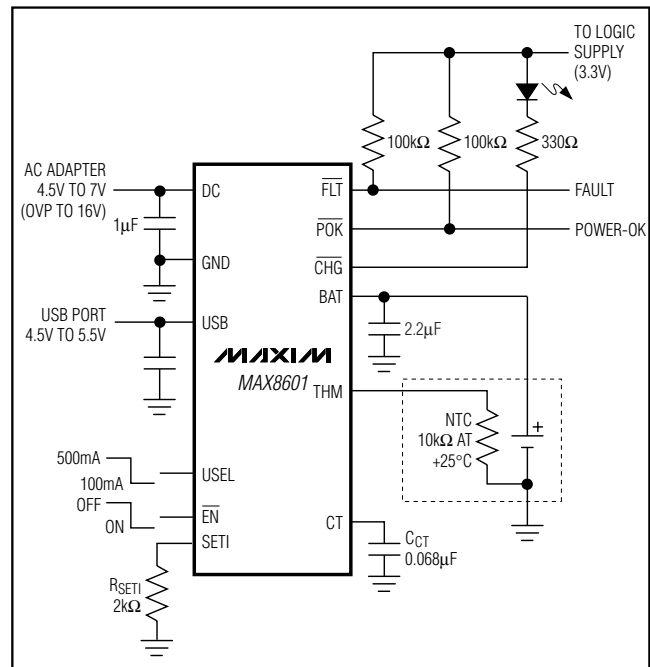 TO LOGIC
SUPPLY
(3.3V)
100kΩ
100kΩ
330Ω
AC ADAPTER
4.5V TO 7V
(OVP TO 16V)
1µF
DC
FLT
FAULT
POK
POWER-OK
GND
CHG
BAT
USB PORT
4.5V TO 5.5V
USB
2.2µF
MAXIM
MAX8601
THM
NTC
10kΩ AT
+25°C
+
500mA
100mA
USEL
OFF
ON
EN
SETI
CT
CCT
0.068µF
RSETI
2kΩ